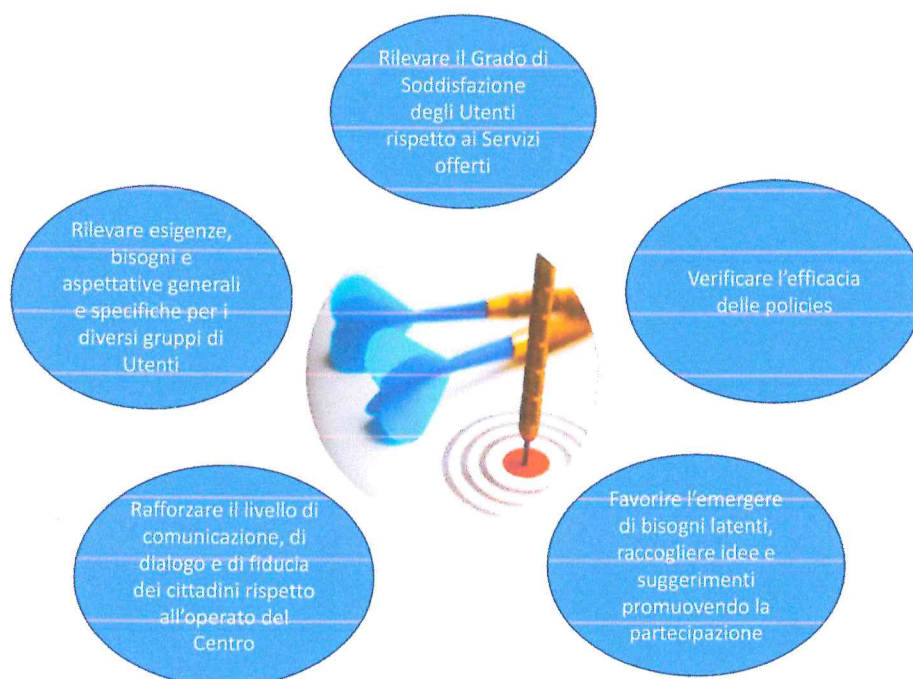 Rilevare il Grado di
Soddisfazione
degli Utenti
rispetto ai Servizi
offerti
Rilevare esigenze,
bisogni e
aspettative generali
e specifiche per i
diversi gruppi di
Utenti
Verificare l'efficacia
delle policies
Rafforzare il livello di
comunicazione, di
dialogo e di fiducia
dei cittadini rispetto
all'operato del
Centro
Favorire l'emergere
di bisogni latenti,
raccogliere idee e
suggerimenti
promuovendo la
partecipazione